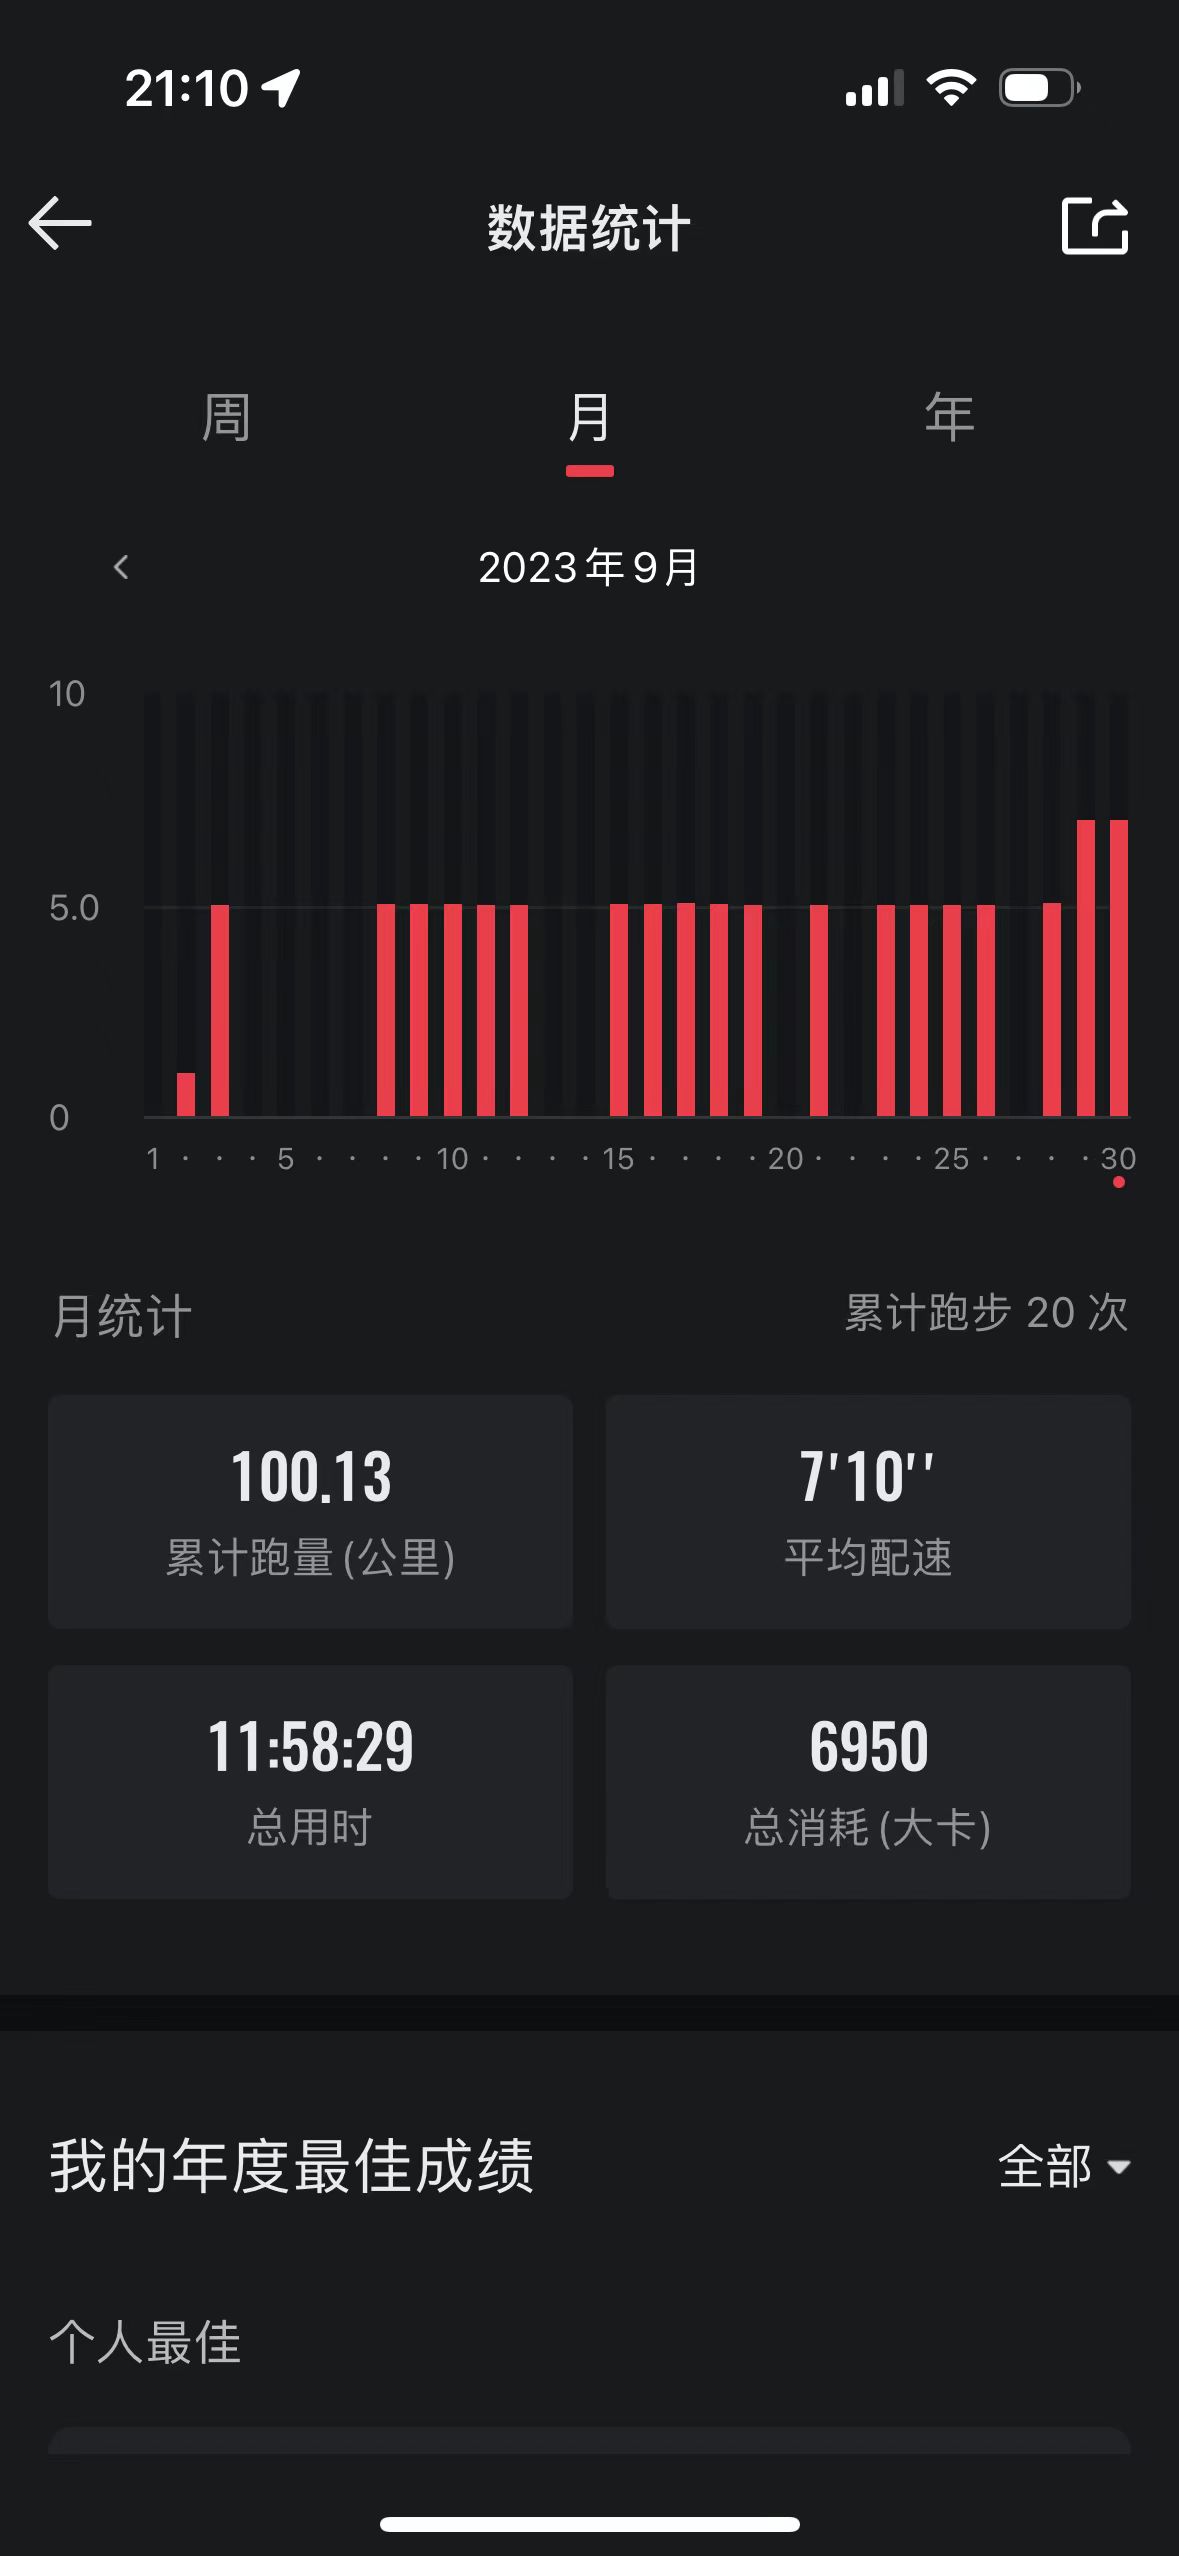 21:10
数据统计
周 月 年
2023年9月
10
5.0
0
1 · · · 5 · · · · 10 · · · · 15 · · · · 20 · · · · 25 · · · · 30
月统计 累计跑步 20 次
100.13 7'10''
累计跑量(公里) 平均配速
11:58:29 6950
总用时 总消耗(大卡)
我的年度最佳成绩 全部
个人最佳